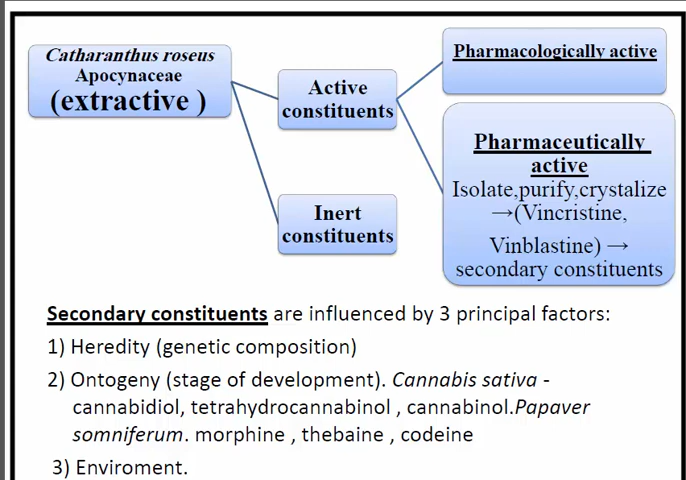 Catharanthus roseus
Apocynaceae
(extractive )
Active
constituents
Pharmacologically active
Pharmaceutically
active
Isolate,purify,crystalize
→(Vincristine,
Vinblastine) →
secondary constituents
Inert
constituents
Secondary constituents are influenced by 3 principal factors:
1) Heredity (genetic composition)
2) Ontogeny (stage of development). Cannabis sativa -
cannabidiol, tetrahydrocannabinol , cannabinol.Papaver
somniferum. morphine , thebaine , codeine
3) Enviroment.